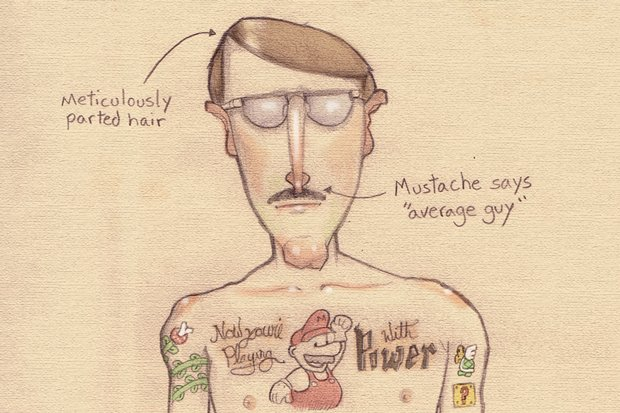 Meticulously
parted hair
Mustache says
"average guy"
Now you're
Playing
With
Power
M
?